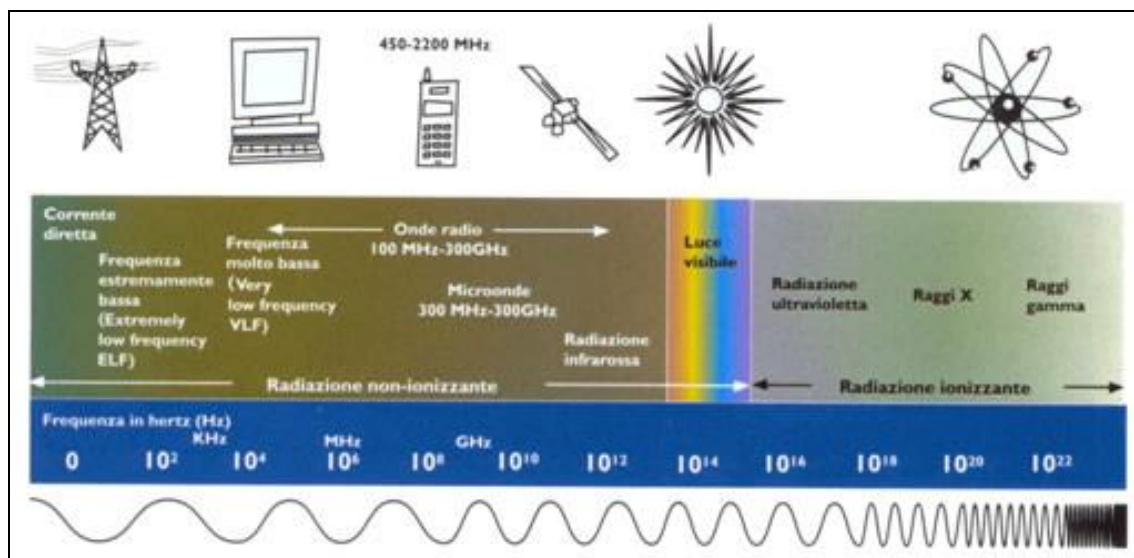 450-2200 MHz
Corrente
diretta
Frequenza
estremamente
bassa
(Extremely
low frequency
ELF)
Frequenza
molto bassa
(Very
low frequency
VLF)
Onde radio
100 MHz-300GHz
Microonde
300 MHz-300GHz
Radiazione
infrarossa
Luce
visibile
Radiazione
ultravioletta
Raggi X
Raggi
gamma
Radiazione non-ionizzante
Radiazione ionizzante
Frequenza in hertz (Hz)
KHz MHz GHz
0 10² 10⁴ 10⁶ 10⁸ 10¹⁰ 10¹² 10¹⁴ 10¹⁶ 10¹⁸ 10²⁰ 10²²